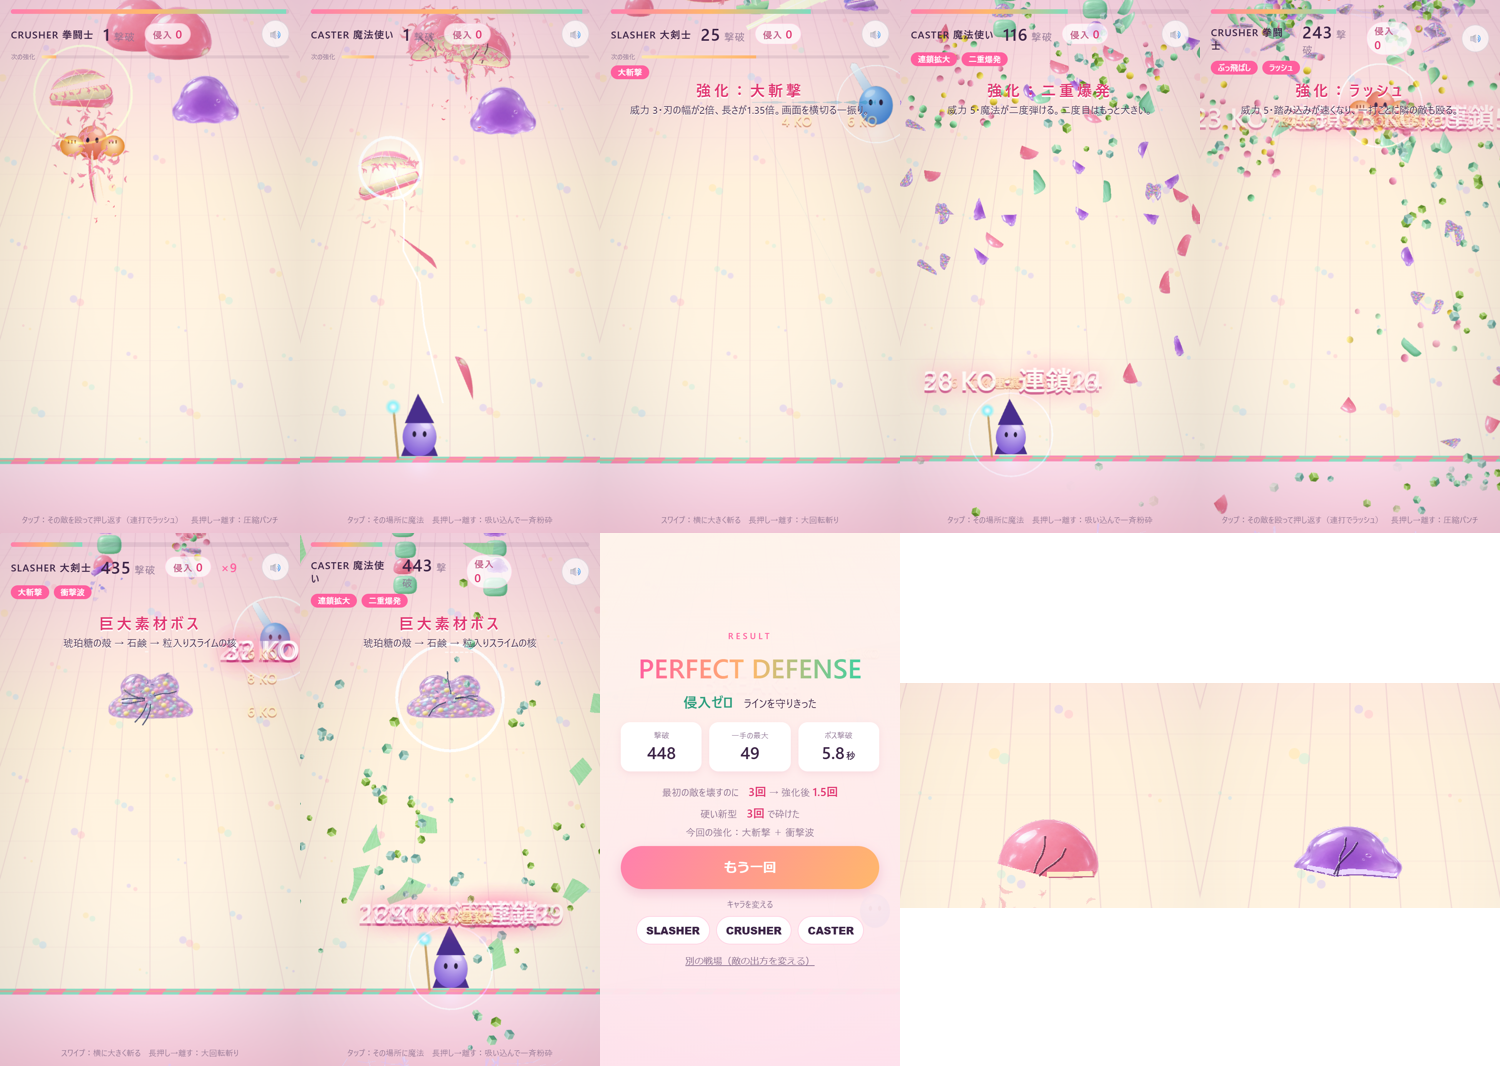 CRUSHER 拳闘士 1 撃破 侵入 0
次の強化
タップ：その敵を殴って押し返す（連打でラッシュ） 長押し→離す：圧縮パンチ
CASTER 魔法使い 1 撃破 侵入 0
次の強化
タップ：その場所に魔法 長押し→離す：吸い込んで一斉粉砕
SLASHER 大剣士 25 撃破 侵入 0
次の強化
大斬撃
強化：大斬撃
威力 3・刃の幅が2倍、長さが1.35倍。画面を横切る一振り。
4 KO 6 KO
スワイプ：横に大きく斬る 長押し→離す：大回転斬り
CASTER 魔法使い 116 撃破 侵入 0
連鎖拡大 二重爆発
強化：二重爆発
威力 5・魔法が二度弾ける。二度目はもっと大きい。
タップ：その場所に魔法 長押し→離す：吸い込んで一斉粉砕
CRUSHER 拳闘士 243 撃破 侵入 0
ぶっ飛ばし ラッシュ
強化：ラッシュ
タップ：その敵を殴って押し返す（連打でラッシュ） 長押し→離す：圧縮パンチ
SLASHER 大剣士 435 撃破 侵入 0 ×9
大斬撃 衝撃波
巨大素材ボス
琥珀糖の殻 → 石鹸 → 粒入りスライムの核
6 KO
6 KO
スワイプ：横に大きく斬る 長押し→離す：大回転斬り
CASTER 魔法使い 443 撃破 侵入 0
連鎖拡大 二重爆発
巨大素材ボス
琥珀糖の殻 → 石鹸 → 粒入りスライムの核
タップ：その場所に魔法 長押し→離す：吸い込んで一斉粉砕
RESULT
PERFECT DEFENSE
侵入ゼロ ラインを守りきった
撃破 一手の最大 ボス撃破
448 49 5.8秒
最初の敵を壊すのに 3回 → 強化後 1.5回
硬い新型 3回 で砕けた
今回の強化：大斬撃 ＋ 衝撃波
もう一回
キャラを変える
SLASHER CRUSHER CASTER
別の戦場（敵の出方を変える）